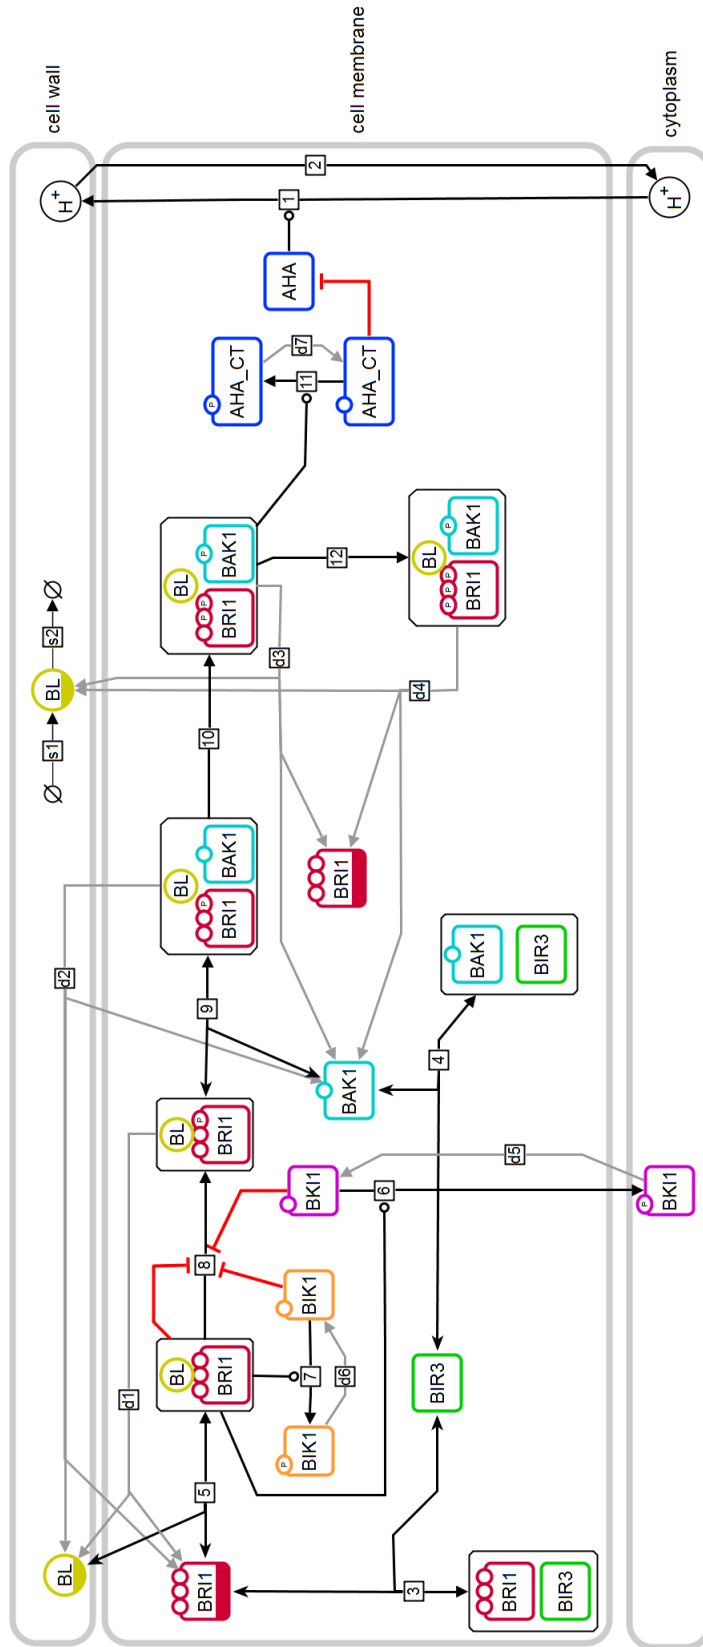 BL
Ø
s1
BL
s2
Ø
H+
cell wall
d2
d1
2
BRI1
5
BL
BRI1
8
BL
P
BRI1
9
BL
P
BRI1
BAK1
10
BL
P
P
BRI1
P
BAK1
P
AHA_CT
AHA
1
d7
11
AHA_CT
d3
P
BIK1
7
BIK1
d6
BKI1
6
BAK1
BRI1
12
d4
BL
P
P
P
BRI1
P
BAK1
3
BIR3
4
BRI1
BIR3
BAK1
BIR3
cell membrane
d5
P
BKI1
H+
cytoplasm